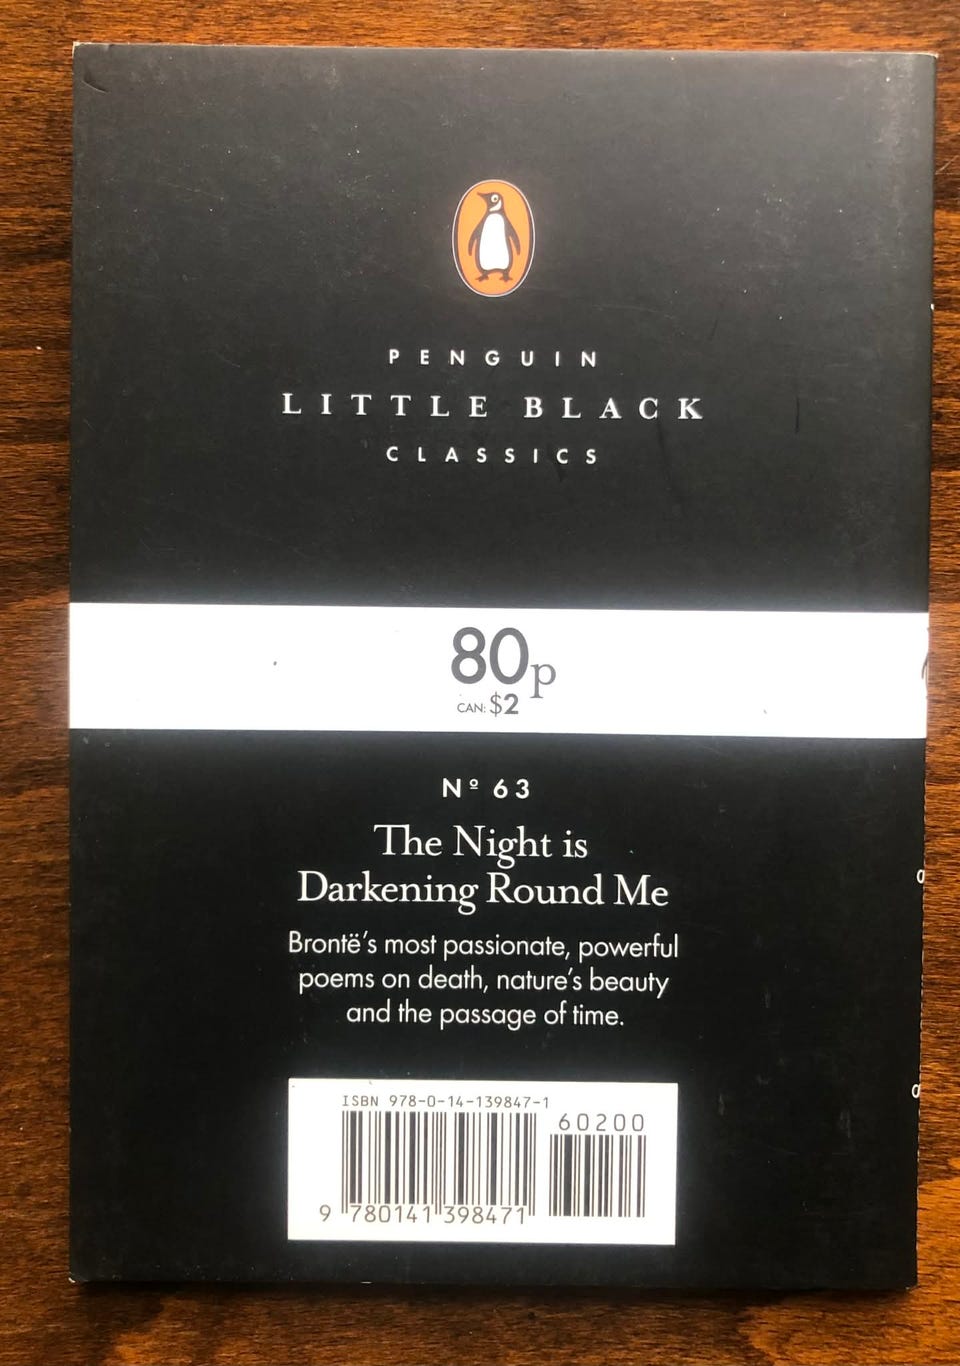 PENGUIN
LITTLE BLACK
CLASSICS
80p
CAN: $2
Nº 63
The Night is
Darkening Round Me
Brontë's most passionate, powerful
poems on death, nature's beauty
and the passage of time.
ISBN 978-0-14-139847-1
60200
9 780141 398471